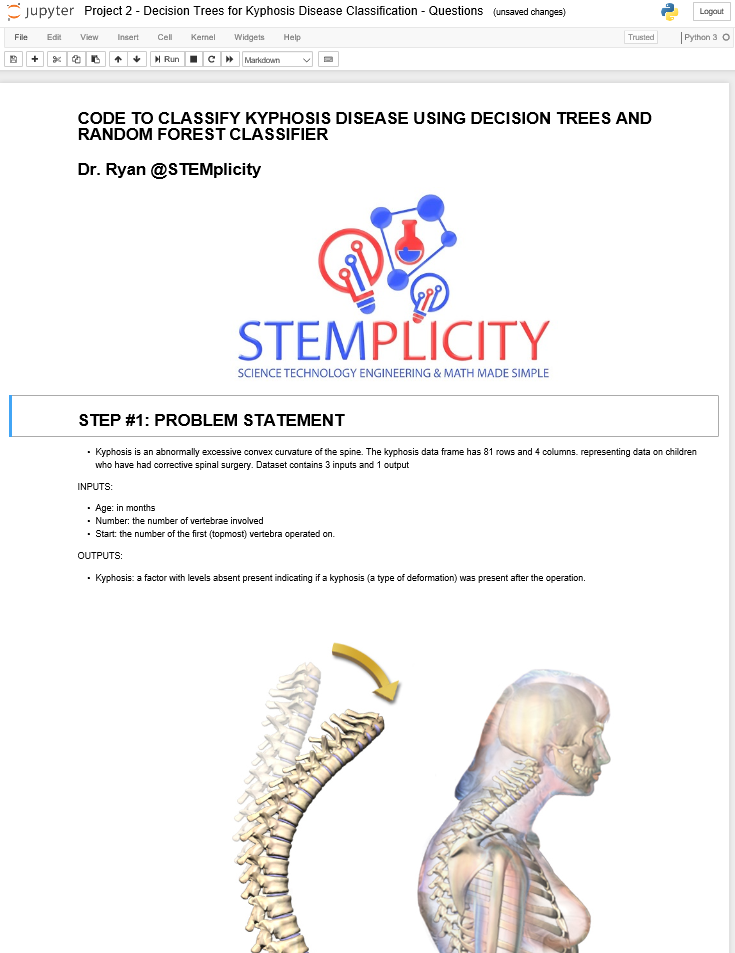 jupyter Project 2 - Decision Trees for Kyphosis Disease Classification - Questions (unsaved changes) Logout
File Edit View Insert Cell Kernel Widgets Help Trusted Python 3
Run Markdown
CODE TO CLASSIFY KYPHOSIS DISEASE USING DECISION TREES AND
RANDOM FOREST CLASSIFIER
Dr. Ryan @STEMplicity
STEMPLICITY
SCIENCE TECHNOLOGY ENGINEERING & MATH MADE SIMPLE
STEP #1: PROBLEM STATEMENT
• Kyphosis is an abnormally excessive convex curvature of the spine. The kyphosis data frame has 81 rows and 4 columns. representing data on children
who have had corrective spinal surgery. Dataset contains 3 inputs and 1 output
INPUTS:
• Age: in months
• Number: the number of vertebrae involved
• Start: the number of the first (topmost) vertebra operated on.
OUTPUTS:
• Kyphosis: a factor with levels absent present indicating if a kyphosis (a type of deformation) was present after the operation.